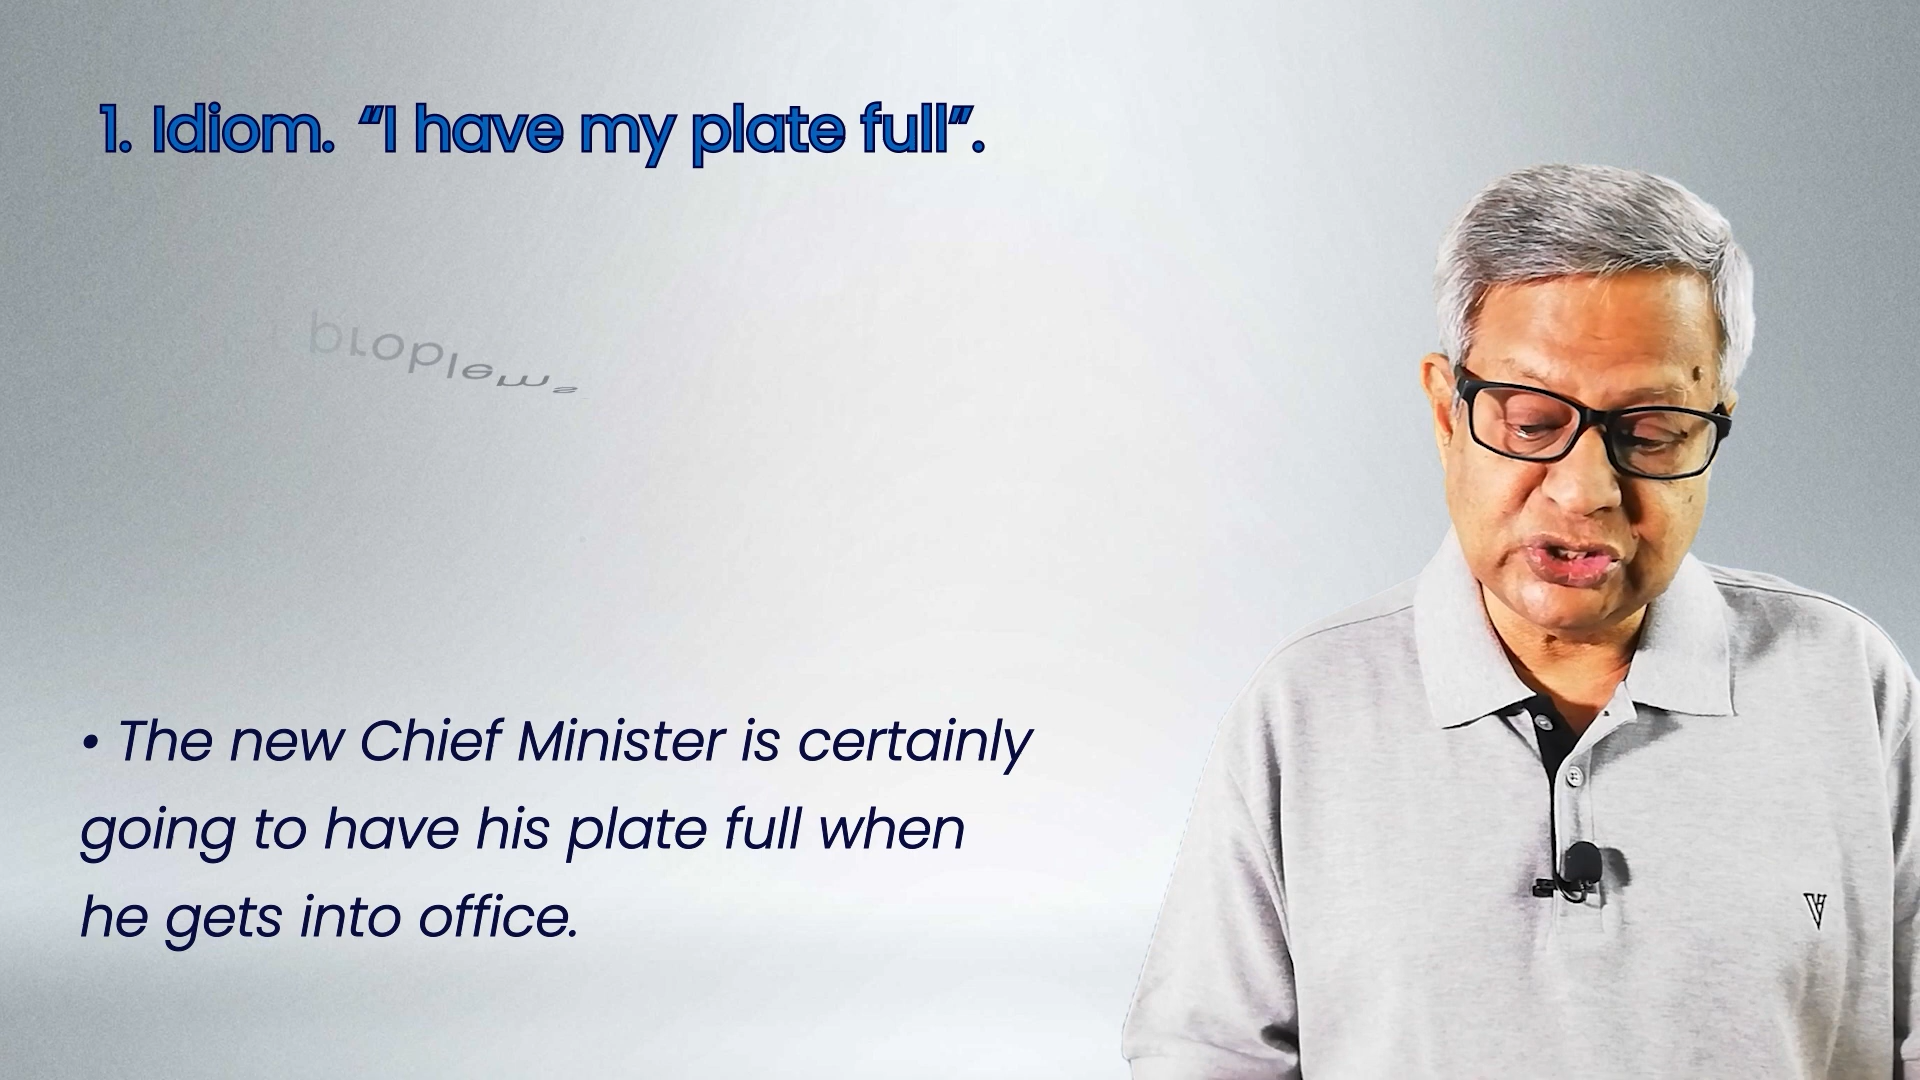 1. Idiom. “I have my plate full”.
problems
• The new Chief Minister is certainly
going to have his plate full when
he gets into office.